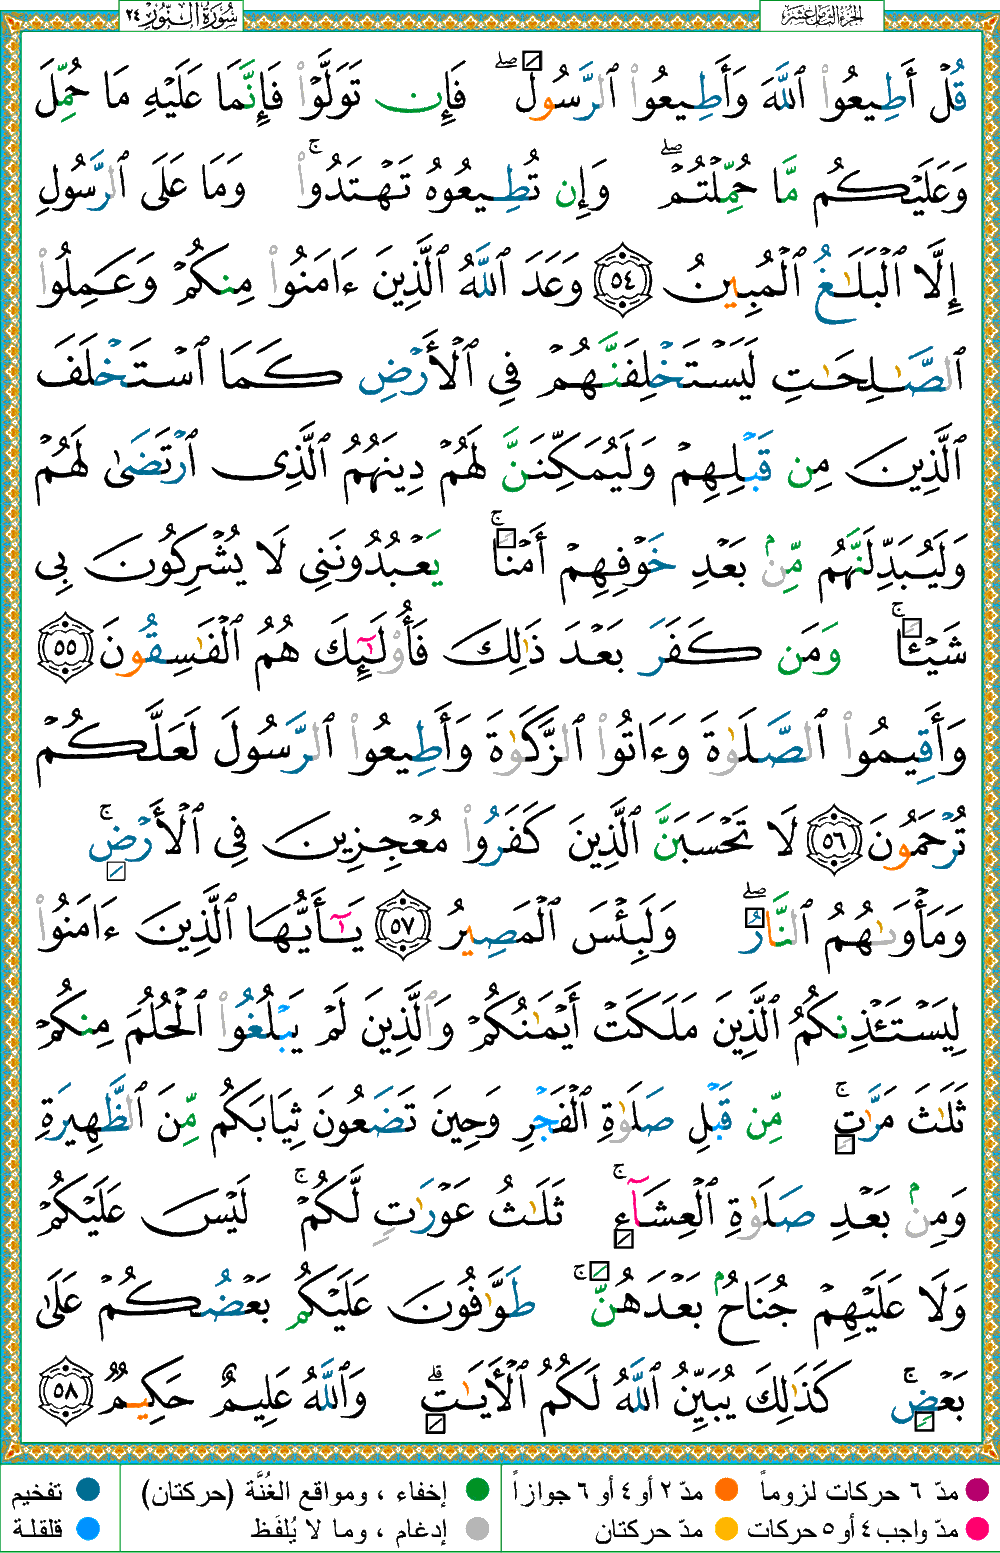 الجزء الثامن عشر
سورة النور ٢٤
قُلْ أَطِيعُوا۟ ٱللَّهَ وَأَطِيعُوا۟ ٱلرَّسُولَ ۖ فَإِن تَوَلَّوْا۟ فَإِنَّمَا عَلَيْهِ مَا حُمِّلَ
وَعَلَيْكُم مَّا حُمِّلْتُمْ ۖ وَإِن تُطِيعُوهُ تَهْتَدُوا۟ ۚ وَمَا عَلَى ٱلرَّسُولِ
إِلَّا ٱلْبَلَـٰغُ ٱلْمُبِينُ ٥٤ وَعَدَ ٱللَّهُ ٱلَّذِينَ ءَامَنُوا۟ مِنكُمْ وَعَمِلُوا۟
ٱلصَّـٰلِحَـٰتِ لَيَسْتَخْلِفَنَّهُمْ فِى ٱلْأَرْضِ كَمَا ٱسْتَخْلَفَ
ٱلَّذِينَ مِن قَبْلِهِمْ وَلَيُمَكِّنَنَّ لَهُمْ دِينَهُمُ ٱلَّذِى ٱرْتَضَىٰ لَهُمْ
وَلَيُبَدِّلَنَّهُم مِّنۢ بَعْدِ خَوْفِهِمْ أَمْنًا ۚ يَعْبُدُونَنِى لَا يُشْرِكُونَ بِى
شَيْـًٔا ۚ وَمَن كَفَرَ بَعْدَ ذَٰلِكَ فَأُو۟لَـٰٓئِكَ هُمُ ٱلْفَـٰسِقُونَ ٥٥
وَأَقِيمُوا۟ ٱلصَّلَوٰةَ وَءَاتُوا۟ ٱلزَّكَوٰةَ وَأَطِيعُوا۟ ٱلرَّسُولَ لَعَلَّكُمْ
تُرْحَمُونَ ٥٦ لَا تَحْسَبَنَّ ٱلَّذِينَ كَفَرُوا۟ مُعْجِزِينَ فِى ٱلْأَرْضِ ۚ
وَمَأْوَىٰهُمُ ٱلنَّارُ ۖ وَلَبِئْسَ ٱلْمَصِيرُ ٥٧ يَـٰٓأَيُّهَا ٱلَّذِينَ ءَامَنُوا۟
لِيَسْتَـْٔذِنكُمُ ٱلَّذِينَ مَلَكَتْ أَيْمَـٰنُكُمْ وَٱلَّذِينَ لَمْ يَبْلُغُوا۟ ٱلْحُلُمَ مِنكُمْ
ثَلَـٰثَ مَرَّٰتٍ ۚ مِّن قَبْلِ صَلَوٰةِ ٱلْفَجْرِ وَحِينَ تَضَعُونَ ثِيَابَكُم مِّنَ ٱلظَّهِيرَةِ
وَمِنۢ بَعْدِ صَلَوٰةِ ٱلْعِشَآءِ ۚ ثَلَـٰثُ عَوْرَٰتٍ لَّكُمْ ۚ لَيْسَ عَلَيْكُمْ
وَلَا عَلَيْهِمْ جُنَاحٌۢ بَعْدَهُنَّ ۚ طَوَّٰفُونَ عَلَيْكُم بَعْضُكُمْ عَلَىٰ
بَعْضٍ ۚ كَذَٰلِكَ يُبَيِّنُ ٱللَّهُ لَكُمُ ٱلْـَٔايَـٰتِ ۗ وَٱللَّهُ عَلِيمٌ حَكِيمٌ ٥٨
مدّ ٦ حركات لزوماً مدّ ٢ أو ٤ أو ٦ جوازاً إخفاء ، ومواقع الغُنَّة (حركتان) تفخيم
مدّ واجب ٤ أو ٥ حركات مدّ حركتان إدغام ، وما لا يُلفَظ قلقلة